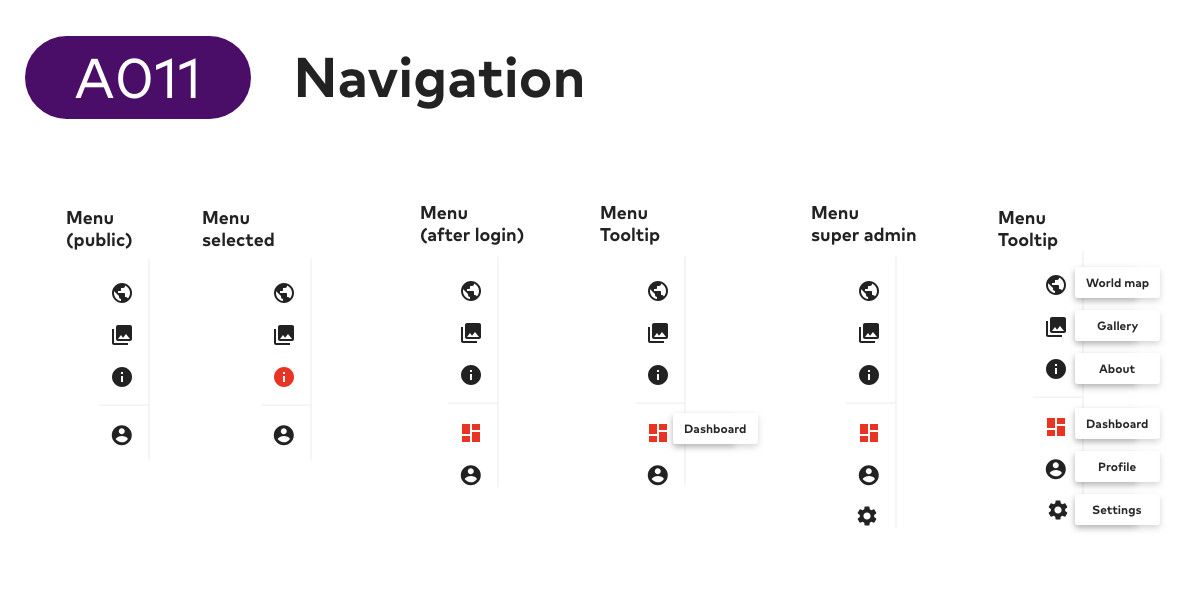 A011
Navigation
Menu
(public)
Menu
selected
Menu
(after login)
Menu
Tooltip
Dashboard
Menu
super admin
Menu
Tooltip
World map
Gallery
About
Dashboard
Profile
Settings